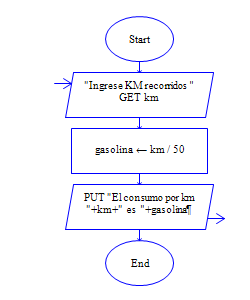 Start
"Ingrese KM recorridos "
GET km
gasolina ← km / 50
PUT "El consumo por km
"+km+" es "+gasolina¶
End